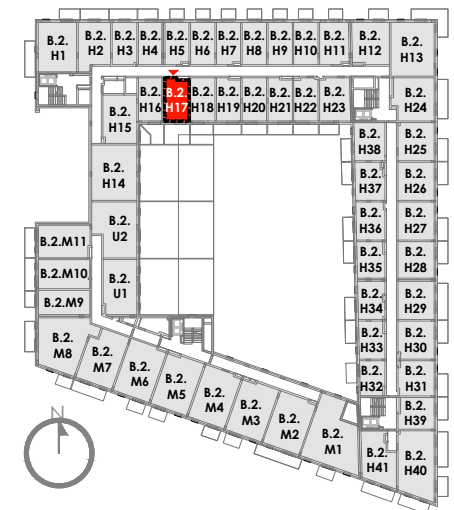 B.2.
H1
B.2.
H2
B.2.
H3
B.2.
H4
B.2.
H5
B.2.
H6
B.2.
H7
B.2.
H8
B.2.
H9
B.2.
H10
B.2.
H11
B.2.
H12
B.2.
H13
B.2.
H15
B.2.
H16
B.2.
H17
B.2.
H18
B.2.
H19
B.2.
H20
B.2.
H21
B.2.
H22
B.2.
H23
B.2.
H24
B.2.
H38
B.2.
H25
B.2.
H14
B.2.
H37
B.2.
H26
B.2.
U2
B.2.
H36
B.2.
H27
B.2.M11
B.2.
H35
B.2.
H28
B.2.M10
B.2.
U1
B.2.
H34
B.2.
H29
B.2.M9
B.2.
M8
B.2.
M7
B.2.
M6
B.2.
M5
B.2.
M4
B.2.
M3
B.2.
M2
B.2.
M1
B.2.
H33
B.2.
H30
B.2.
H32
B.2.
H31
B.2.
H39
B.2.
H41
B.2.
H40
N